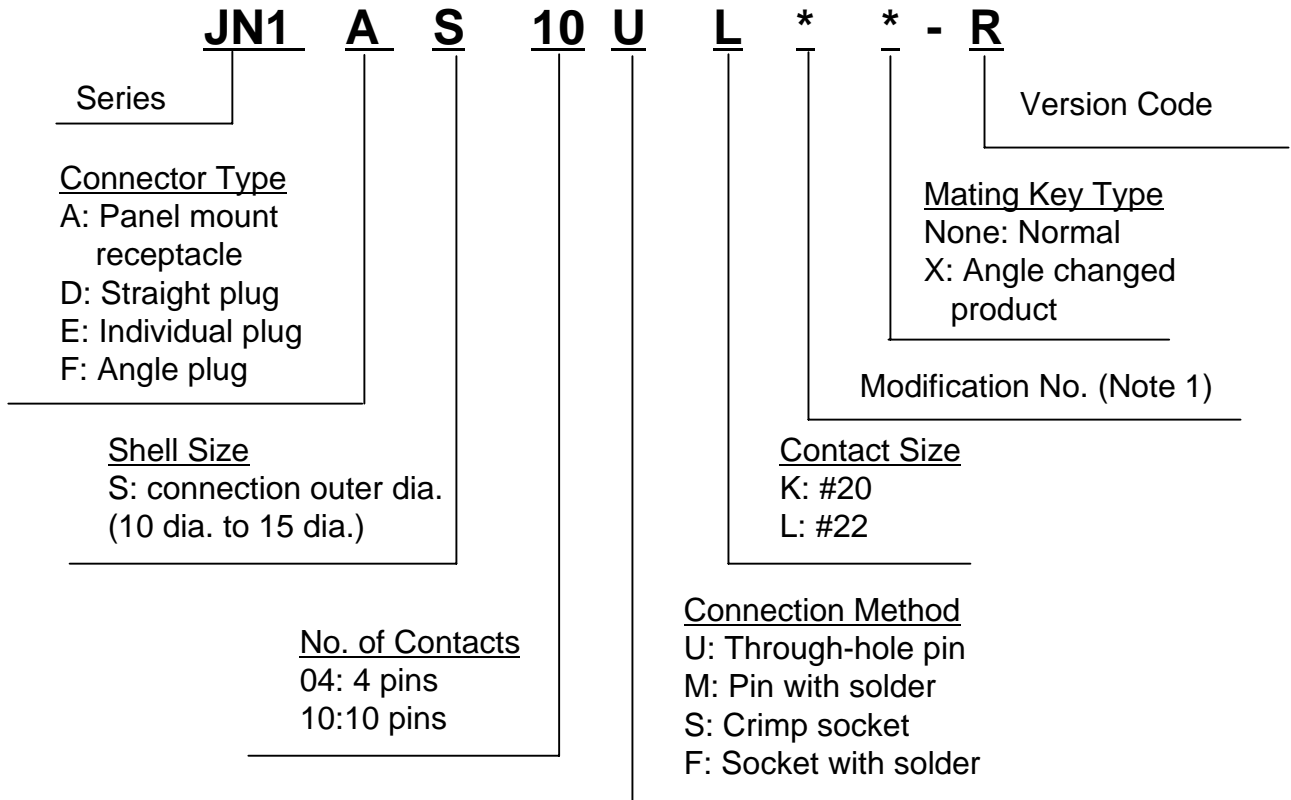 JN1 A S 10 U L * * - R
Series
Version Code
Connector Type
A: Panel mount
receptacle
D: Straight plug
E: Individual plug
F: Angle plug
Mating Key Type
None: Normal
X: Angle changed
product
Modification No. (Note 1)
Shell Size
S: connection outer dia.
(10 dia. to 15 dia.)
Contact Size
K: #20
L: #22
No. of Contacts
04: 4 pins
10:10 pins
Connection Method
U: Through-hole pin
M: Pin with solder
S: Crimp socket
F: Socket with solder